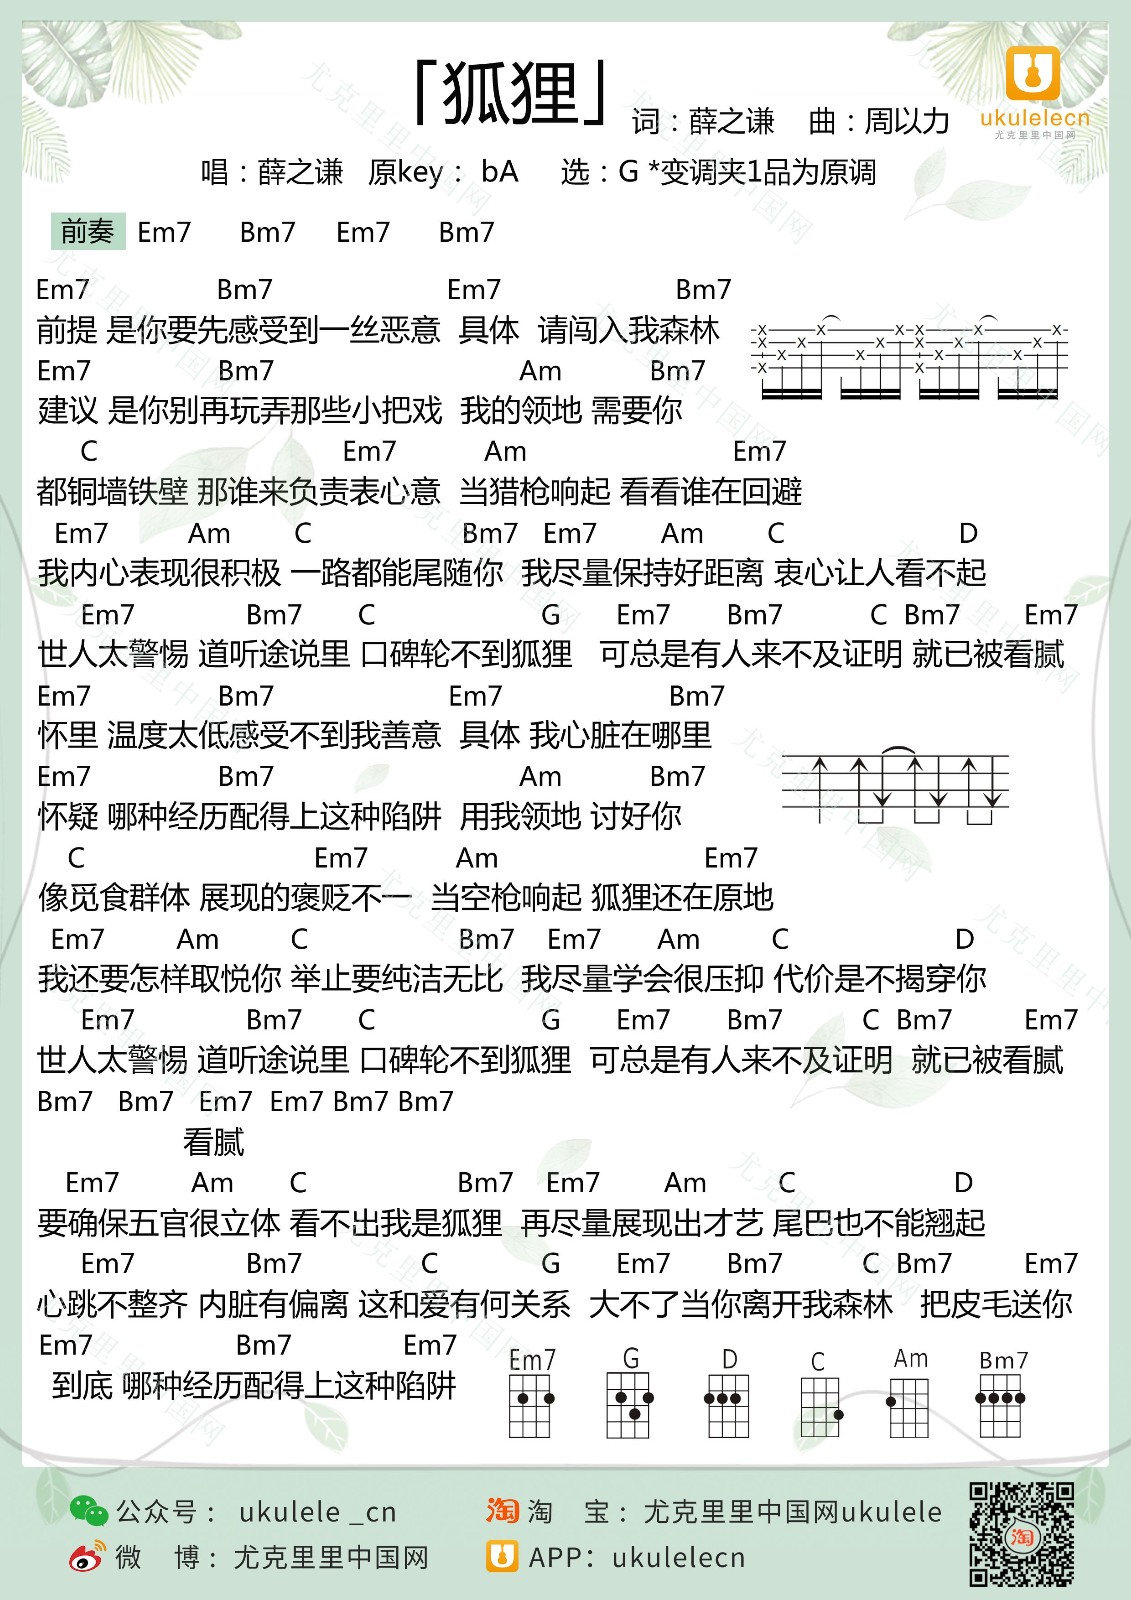 「狐狸」
词：薛之谦 曲：周以力
ukulelecn
尤克里里中国网
唱：薛之谦 原key： bA 选：G *变调夹1品为原调
前奏 Em7 Bm7 Em7 Bm7
Em7 Bm7 Em7 Bm7
前提 是你要先感受到一丝恶意 具体 请闯入我森林
Em7 Bm7 Am Bm7
建议 是你别再玩弄那些小把戏 我的领地 需要你
C Em7 Am Em7
都铜墙铁壁 那谁来负责表心意 当猎枪响起 看看谁在回避
Em7 Am C Bm7 Em7 Am C D
我内心表现很积极 一路都能尾随你 我尽量保持好距离 衷心让人看不起
Em7 Bm7 C G Em7 Bm7 C Bm7 Em7
世人太警惕 道听途说里 口碑轮不到狐狸 可总是有人来不及证明 就已被看腻
Em7 Bm7 Em7 Bm7
怀里 温度太低感受不到我善意 具体 我心脏在哪里
Em7 Bm7 Am Bm7
怀疑 哪种经历配得上这种陷阱 用我领地 讨好你
C Em7 Am Em7
像觅食群体 展现的褒贬不一 当空枪响起 狐狸还在原地
Em7 Am C Bm7 Em7 Am C D
我还要怎样取悦你 举止要纯洁无比 我尽量学会很压抑 代价是不揭穿你
Em7 Bm7 C G Em7 Bm7 C Bm7 Em7
世人太警惕 道听途说里 口碑轮不到狐狸 可总是有人来不及证明 就已被看腻
Bm7 Bm7 Em7 Em7 Bm7 Bm7
看腻
Em7 Am C Bm7 Em7 Am C D
要确保五官很立体 看不出我是狐狸 再尽量展现出才艺 尾巴也不能翘起
Em7 Bm7 C G Em7 Bm7 C Bm7 Em7
心跳不整齐 内脏有偏离 这和爱有何关系 大不了当你离开我森林 把皮毛送你
Em7 Bm7 Em7
到底 哪种经历配得上这种陷阱
Em7 G D C Am Bm7
公众号： ukulele _cn
淘 淘 宝：尤克里里中国网ukulele
微 博：尤克里里中国网
APP：ukulelecn
淘